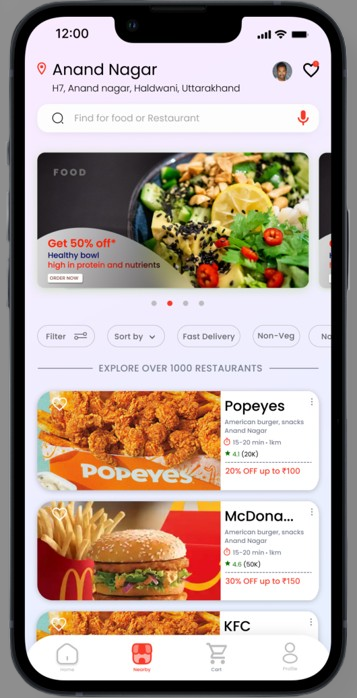 12:00
Anand Nagar
H7, Anand nagar, Haldwani, Uttarakhand
Find for food or Restaurant
FOOD
Get 50% off*
Healthy bowl
high in protein and nutrients
ORDER NOW
Filter Sort by Fast Delivery Non-Veg
EXPLORE OVER 1000 RESTAURANTS
Popeyes
American burger, snacks
Anand Nagar
15-20 min • 1km
4.1 (20K)
20% OFF up to ₹100
POPEYES
McDona...
American burger, snacks
Anand Nagar
15-20 min • 1km
4.6 (50K)
30% OFF up to ₹150
KFC
Home Nearby Cart Profile